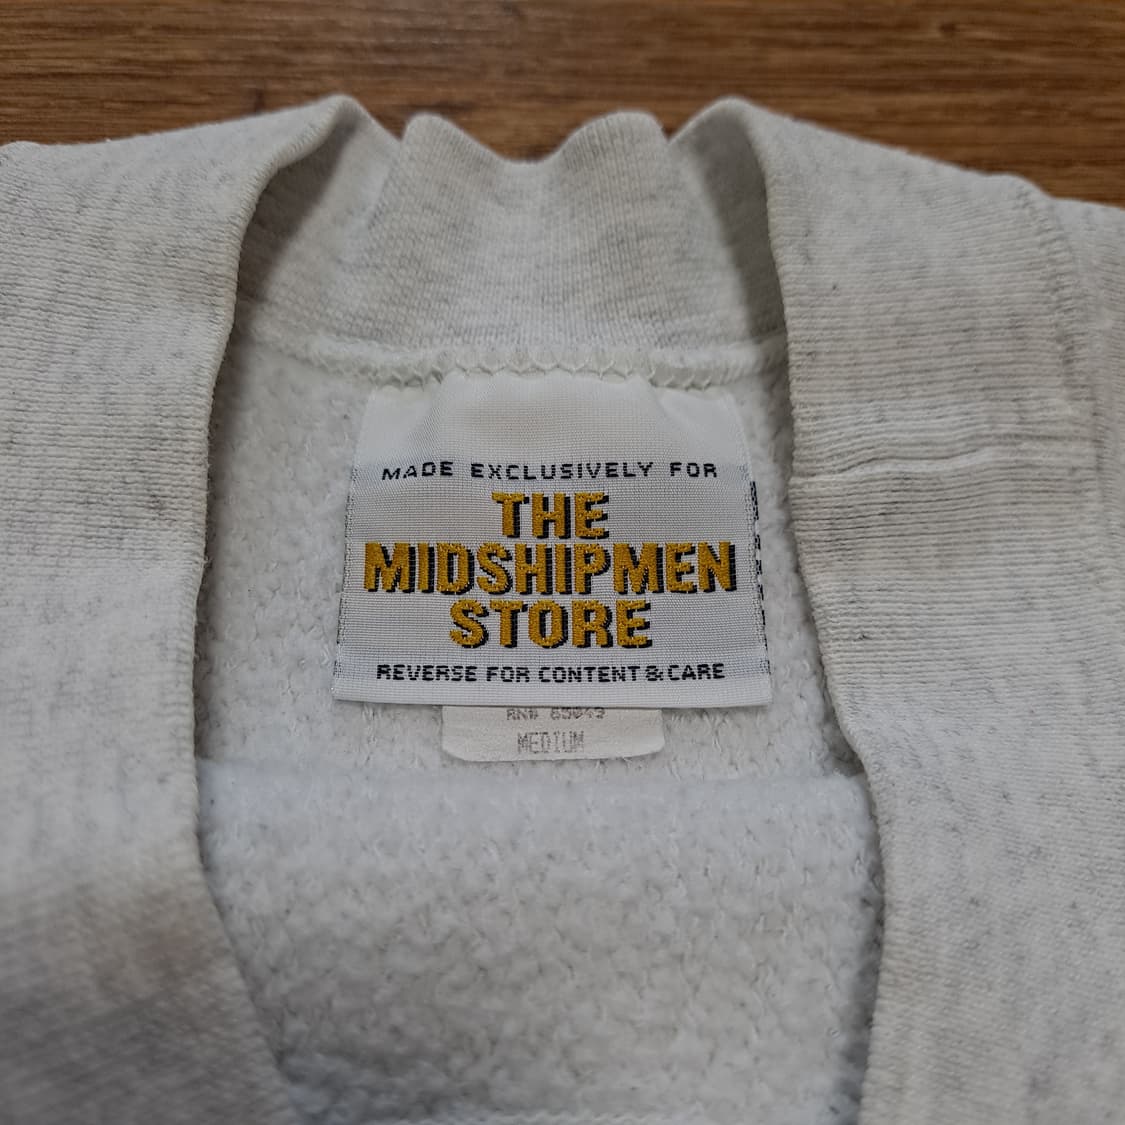 MADE EXCLUSIVELY FOR
THE
MIDSHIPMEN
STORE
REVERSE FOR CONTENT & CARE
MEDIUM